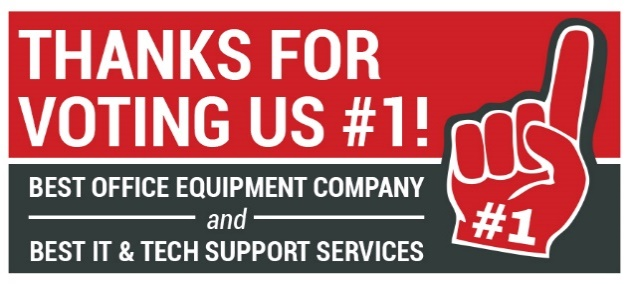 THANKS FOR
VOTING US #1!
BEST OFFICE EQUIPMENT COMPANY
and
BEST IT & TECH SUPPORT SERVICES
#1